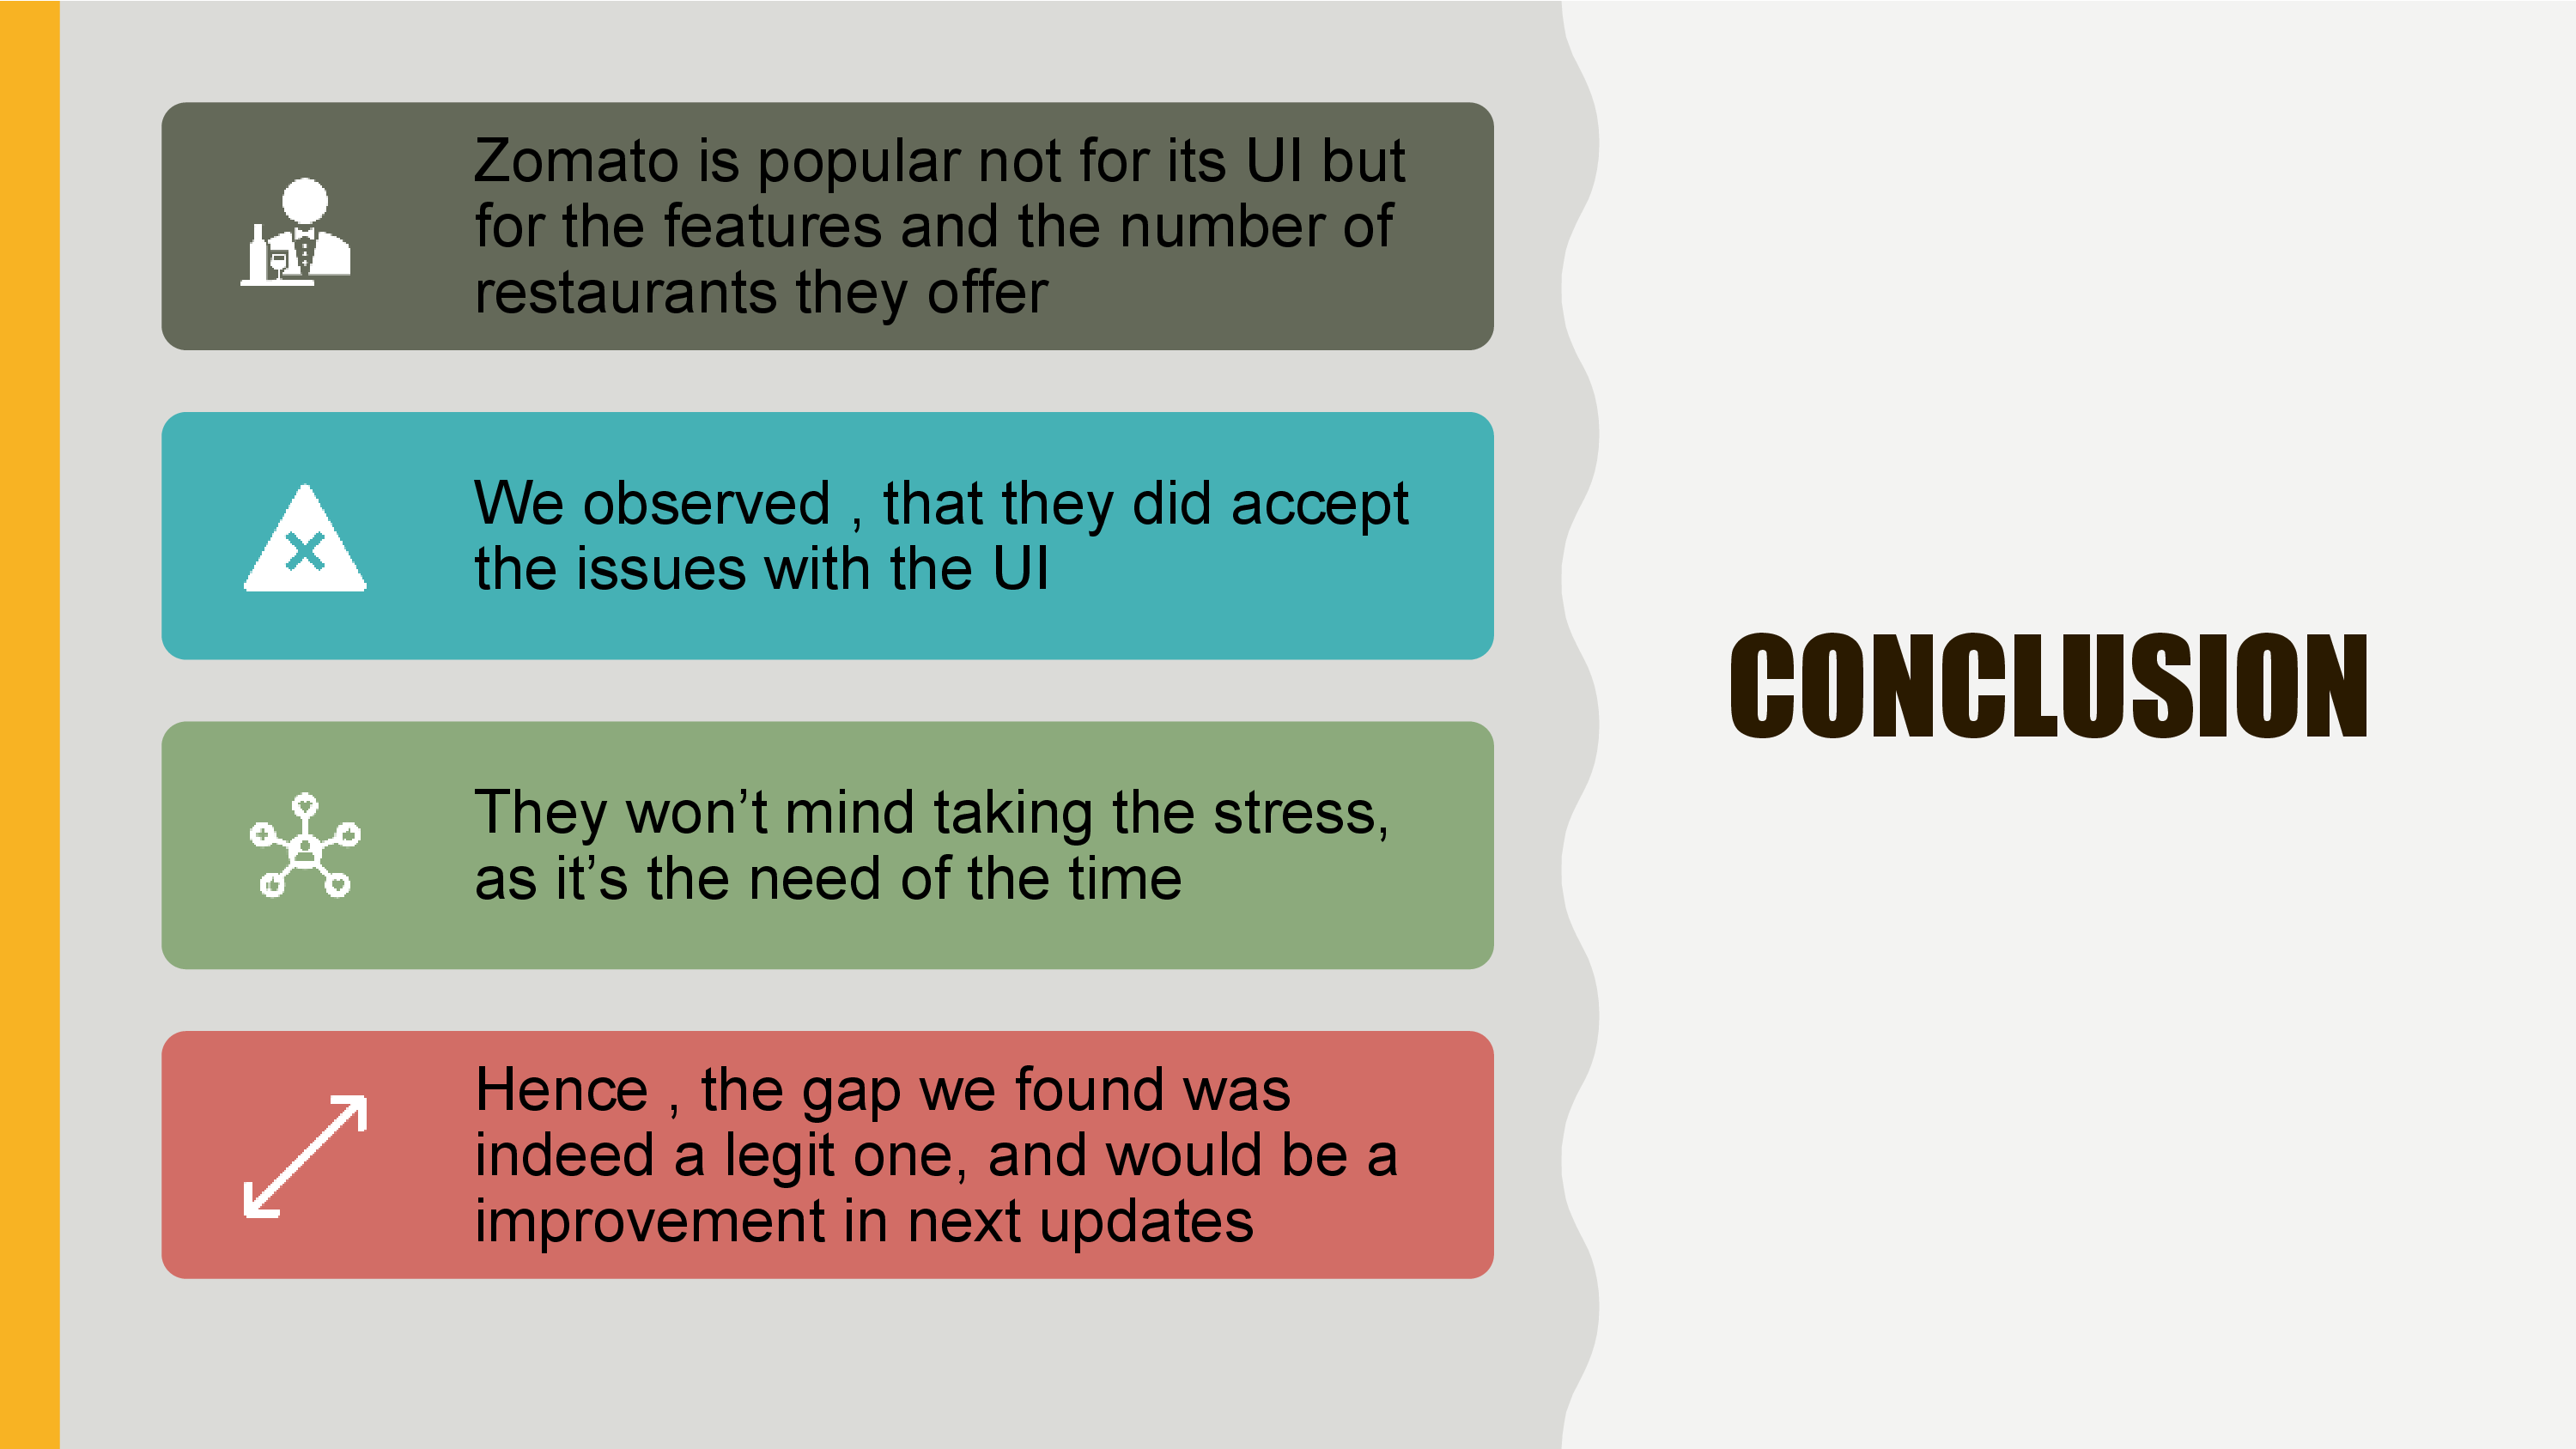 Zomato is popular not for its UI but
for the features and the number of
restaurants they offer
We observed , that they did accept
the issues with the UI
They won’t mind taking the stress,
as it’s the need of the time
Hence , the gap we found was
indeed a legit one, and would be a
improvement in next updates
CONCLUSION